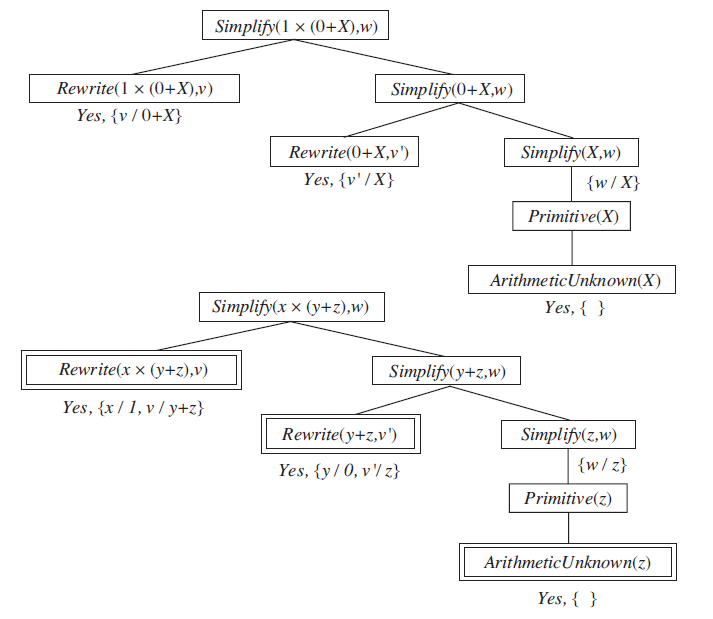 Simplify(1 × (0+X),w)
Rewrite(1 × (0+X),v)
Simplify(0+X,w)
Yes, {v / 0+X}
Rewrite(0+X,v')
Simplify(X,w)
Yes, {v' / X}
{w / X}
Primitive(X)
ArithmeticUnknown(X)
Yes, { }
Simplify(x × (y+z),w)
Rewrite(x × (y+z),v)
Simplify(y+z,w)
Yes, {x / 1, v / y+z}
Rewrite(y+z,v')
Simplify(z,w)
Yes, {y / 0, v'/ z}
{w / z}
Primitive(z)
ArithmeticUnknown(z)
Yes, { }